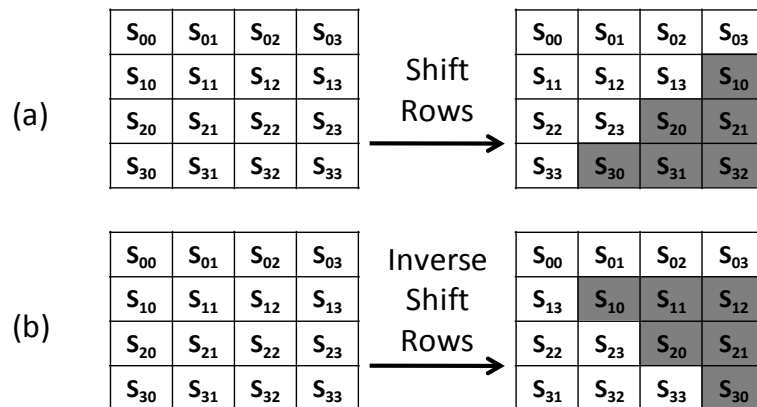 S00 S01 S02 S03 S00 S01 S02 S03
S10 S11 S12 S13 Shift S11 S12 S13 S10
(a) S20 S21 S22 S23 Rows S22 S23 S20 S21
S30 S31 S32 S33 S33 S30 S31 S32
S00 S01 S02 S03 Inverse S00 S01 S02 S03
S10 S11 S12 S13 Shift S13 S10 S11 S12
(b) S20 S21 S22 S23 Rows S22 S23 S20 S21
S30 S31 S32 S33 S31 S32 S33 S30